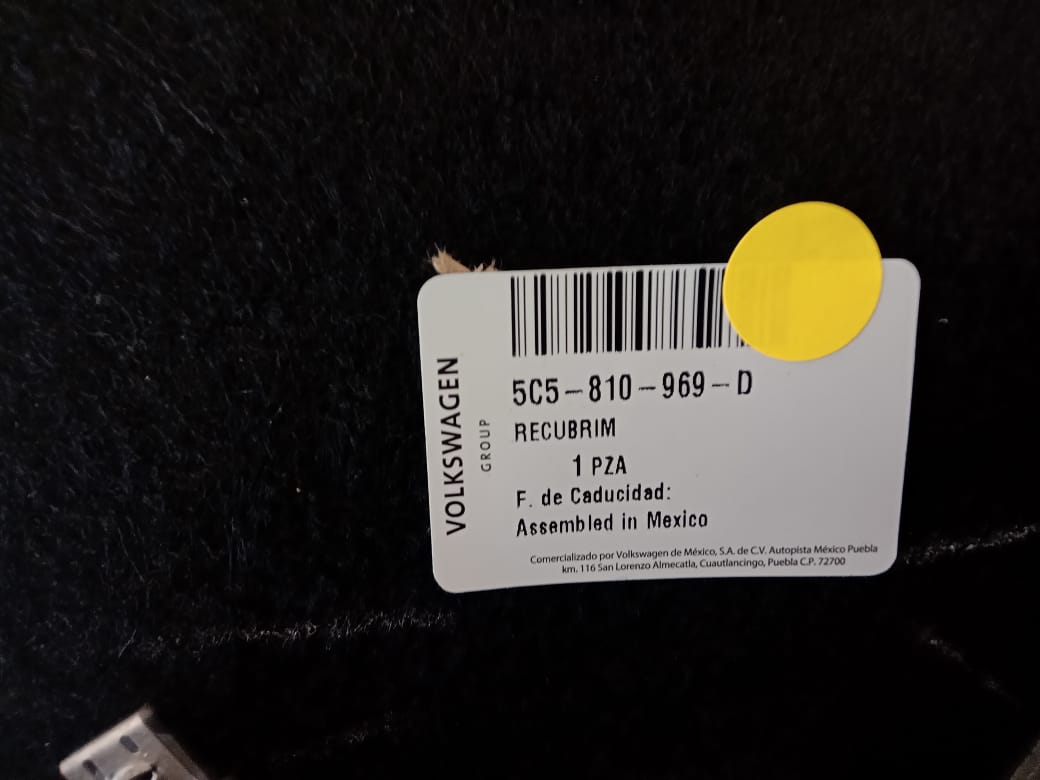 VOLKSWAGEN
GROUP
5C5-810-969-D
RECUBRIM
1 PZA
F. de Caducidad:
Assembled in Mexico
Comercializado por Volkswagen de México, S.A. de C.V. Autopista México Puebla
km. 116 San Lorenzo Almecatla, Cuautlancingo, Puebla C.P. 72700